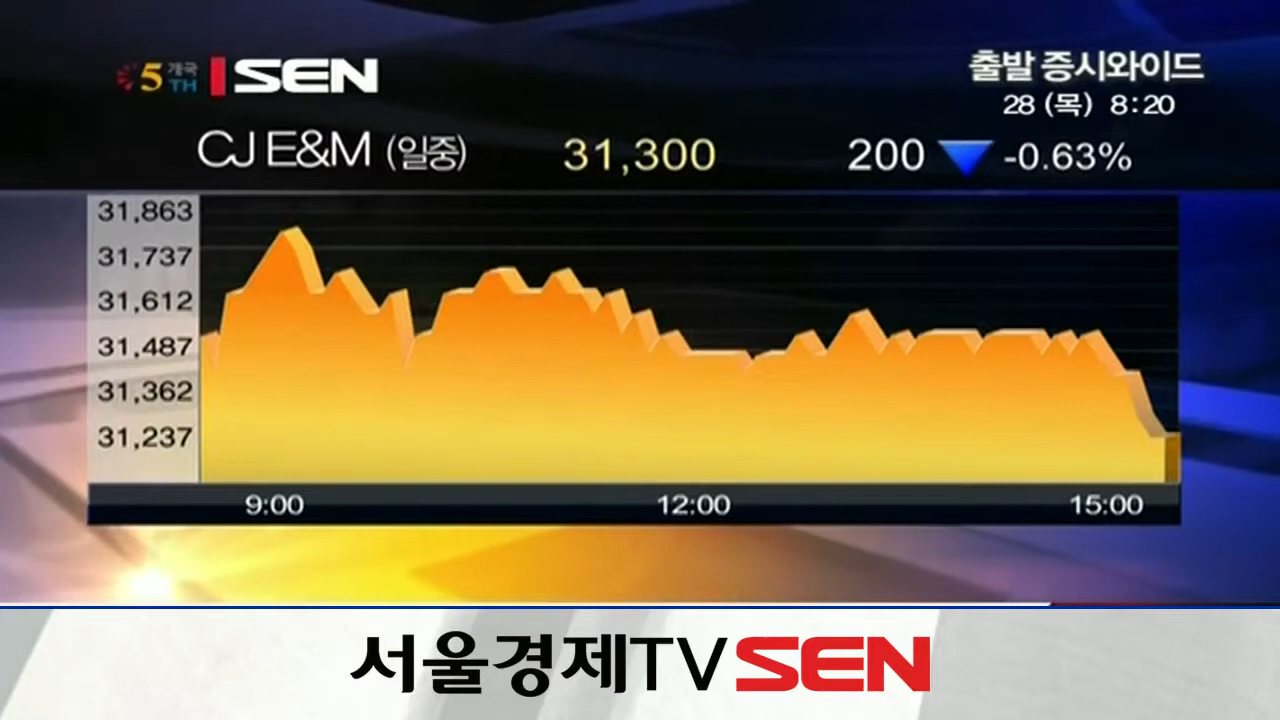 5 개국 TH SEN
출발 증시와이드
28 (목) 8:20
CJ E&M (일중) 31,300 200 ▼ -0.63%
31,863
31,737
31,612
31,487
31,362
31,237
9:00 12:00 15:00
서울경제TV SEN